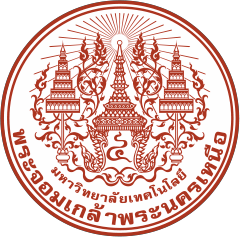 ๔
มหาวิทยาลัยเทคโนโลยี
พระจอมเกล้าพระนครเหนือ